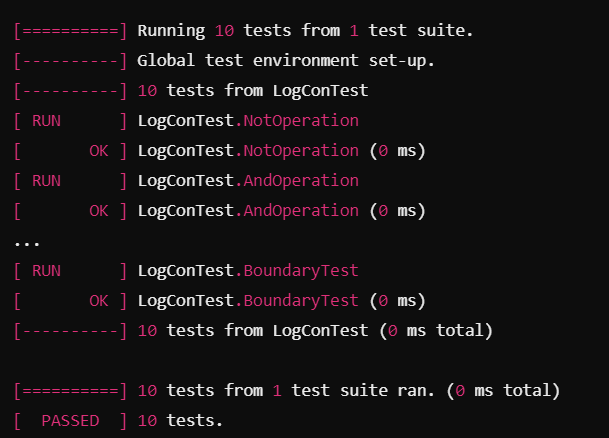 [==========] Running 10 tests from 1 test suite.
[----------] Global test environment set-up.
[----------] 10 tests from LogConTest
[ RUN      ] LogConTest.NotOperation
[       OK ] LogConTest.NotOperation (0 ms)
[ RUN      ] LogConTest.AndOperation
[       OK ] LogConTest.AndOperation (0 ms)
...
[ RUN      ] LogConTest.BoundaryTest
[       OK ] LogConTest.BoundaryTest (0 ms)
[----------] 10 tests from LogConTest (0 ms total)
[==========] 10 tests from 1 test suite ran. (0 ms total)
[  PASSED  ] 10 tests.